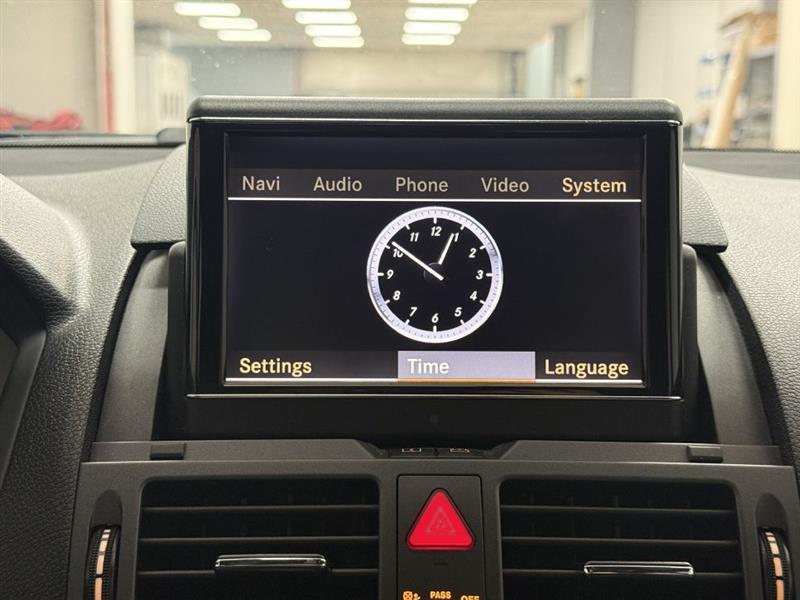 Navi Audio Phone Video System
12
11 1
10 2
9 3
8 4
7 5
6
Settings Time Language
PASS
OFF